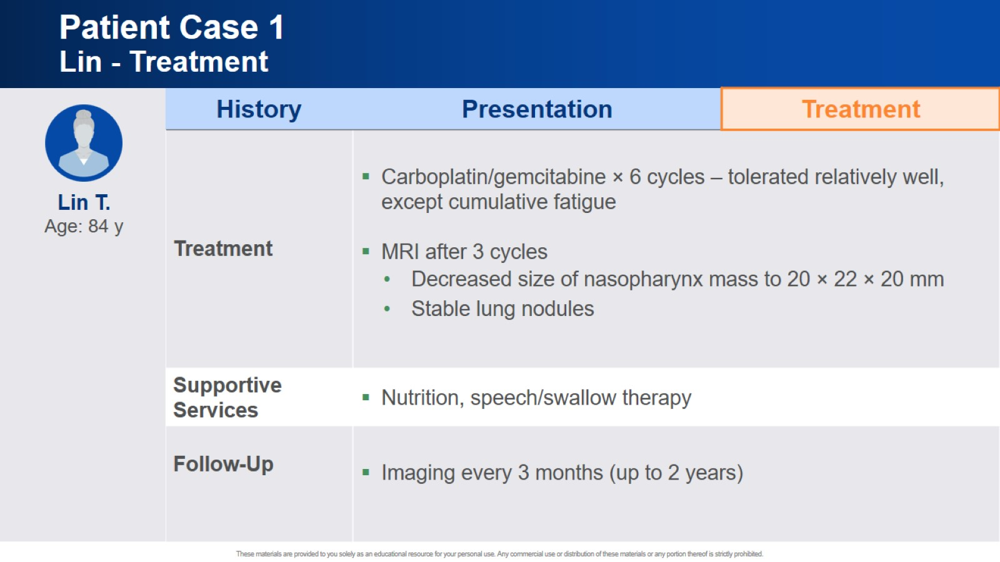 Patient Case 1
Lin - Treatment
Lin T.
Age: 84 y
History
Presentation
Treatment
Treatment
▪ Carboplatin/gemcitabine × 6 cycles – tolerated relatively well,
except cumulative fatigue
▪ MRI after 3 cycles
• Decreased size of nasopharynx mass to 20 × 22 × 20 mm
• Stable lung nodules
Supportive
Services
▪ Nutrition, speech/swallow therapy
Follow-Up
▪ Imaging every 3 months (up to 2 years)
These materials are provided to you solely as an educational resource for your personal use. Any commercial use or distribution of these materials or any portion thereof is strictly prohibited.